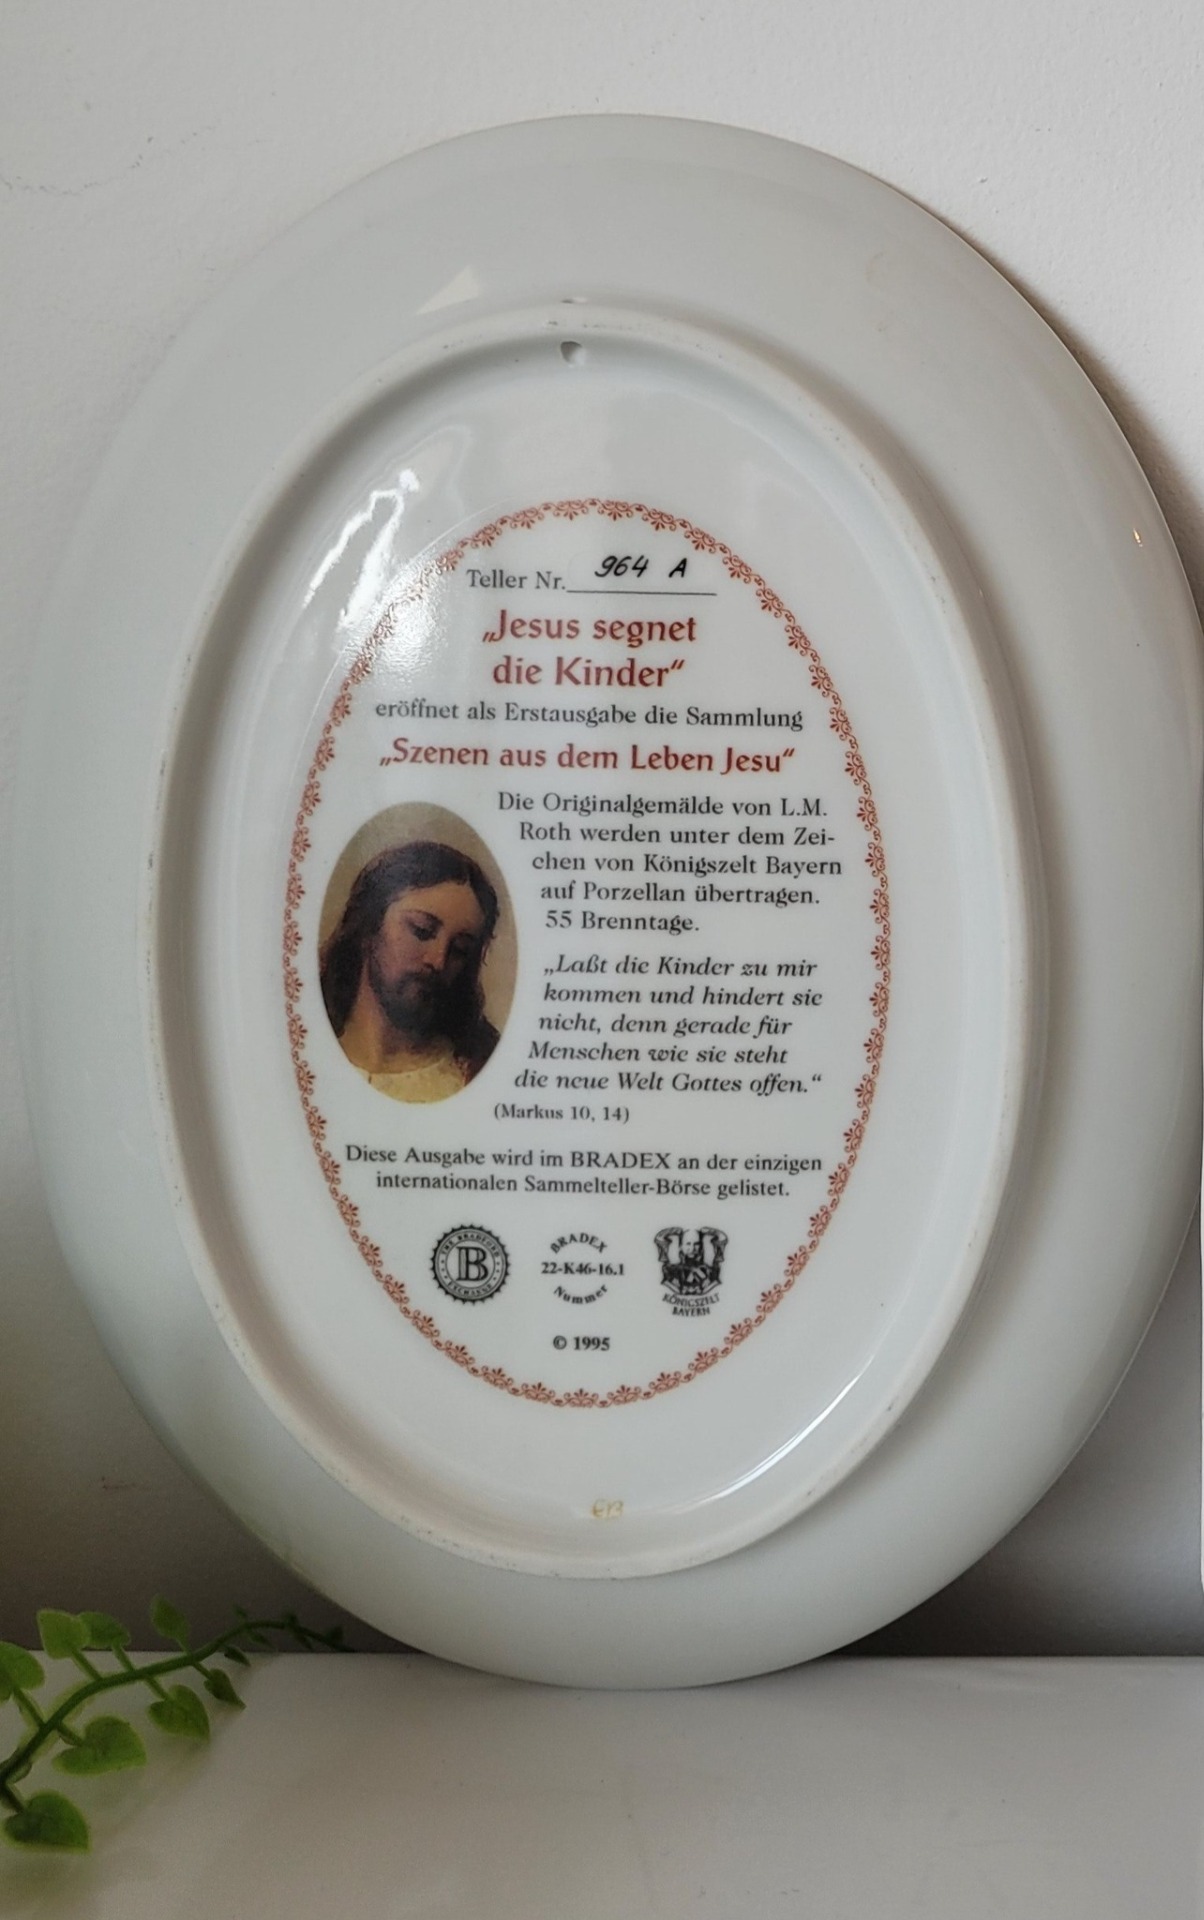 Teller Nr. 964 A
„Jesus segnet
die Kinder“
eröffnet als Erstausgabe die Sammlung
„Szenen aus dem Leben Jesu“
Die Originalgemälde von L.M.
Roth werden unter dem Zei-
chen von Königszelt Bayern
auf Porzellan übertragen.
55 Brenntage.
„Laßt die Kinder zu mir
kommen und hindert sie
nicht, denn gerade für
Menschen wie sie steht
die neue Welt Gottes offen.“
(Markus 10, 14)
Diese Ausgabe wird im BRADEX an der einzigen
internationalen Sammelteller-Börse gelistet.
THE BRADFORD
B
EXCHANGE
BRADEX
22-K46-16.1
Nummer
KÖNIGSZELT
BAYERN
© 1995